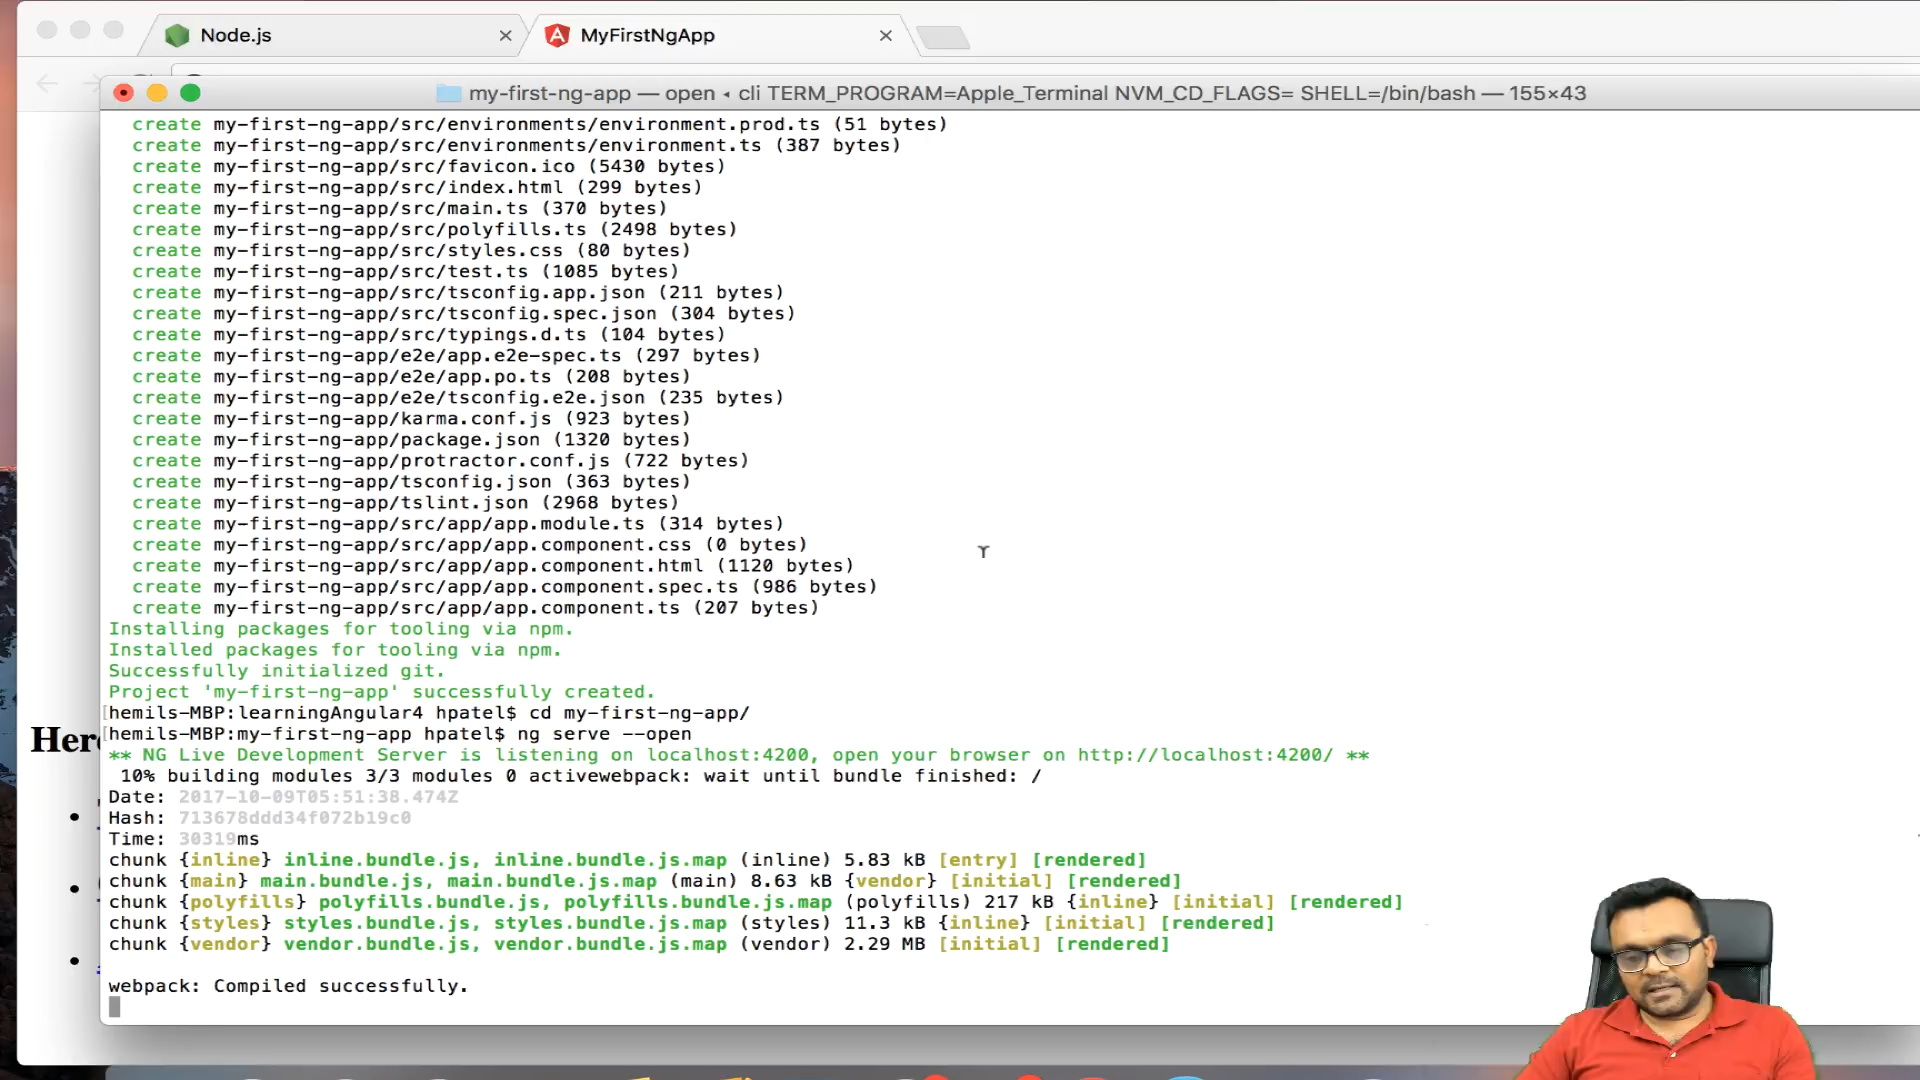 Node.js
MyFirstNgApp
my-first-ng-app — open ◂ cli TERM_PROGRAM=Apple_Terminal NVM_CD_FLAGS= SHELL=/bin/bash — 155×43
create my-first-ng-app/src/environments/environment.prod.ts (51 bytes)
create my-first-ng-app/src/environments/environment.ts (387 bytes)
create my-first-ng-app/src/favicon.ico (5430 bytes)
create my-first-ng-app/src/index.html (299 bytes)
create my-first-ng-app/src/main.ts (370 bytes)
create my-first-ng-app/src/polyfills.ts (2498 bytes)
create my-first-ng-app/src/styles.css (80 bytes)
create my-first-ng-app/src/test.ts (1085 bytes)
create my-first-ng-app/src/tsconfig.app.json (211 bytes)
create my-first-ng-app/src/tsconfig.spec.json (304 bytes)
create my-first-ng-app/src/typings.d.ts (104 bytes)
create my-first-ng-app/e2e/app.e2e-spec.ts (297 bytes)
create my-first-ng-app/e2e/app.po.ts (208 bytes)
create my-first-ng-app/e2e/tsconfig.e2e.json (235 bytes)
create my-first-ng-app/karma.conf.js (923 bytes)
create my-first-ng-app/package.json (1320 bytes)
create my-first-ng-app/protractor.conf.js (722 bytes)
create my-first-ng-app/tsconfig.json (363 bytes)
create my-first-ng-app/tslint.json (2968 bytes)
create my-first-ng-app/src/app/app.module.ts (314 bytes)
create my-first-ng-app/src/app/app.component.css (0 bytes)
create my-first-ng-app/src/app/app.component.html (1120 bytes)
create my-first-ng-app/src/app/app.component.spec.ts (986 bytes)
create my-first-ng-app/src/app/app.component.ts (207 bytes)
Installing packages for tooling via npm.
Installed packages for tooling via npm.
Successfully initialized git.
Project 'my-first-ng-app' successfully created.
[hemils-MBP:learningAngular4 hpatel$ cd my-first-ng-app/
[hemils-MBP:my-first-ng-app hpatel$ ng serve --open
Here
** NG Live Development Server is listening on localhost:4200, open your browser on http://localhost:4200/ **
10% building modules 3/3 modules 0 activewebpack: wait until bundle finished: /
Date: 2017-10-09T05:51:38.474Z
Hash: 713678ddd34f072b19c0
Time: 30319ms
chunk {inline} inline.bundle.js, inline.bundle.js.map (inline) 5.83 kB [entry] [rendered]
chunk {main} main.bundle.js, main.bundle.js.map (main) 8.63 kB {vendor} [initial] [rendered]
chunk {polyfills} polyfills.bundle.js, polyfills.bundle.js.map (polyfills) 217 kB {inline} [initial] [rendered]
chunk {styles} styles.bundle.js, styles.bundle.js.map (styles) 11.3 kB {inline} [initial] [rendered]
chunk {vendor} vendor.bundle.js, vendor.bundle.js.map (vendor) 2.29 MB [initial] [rendered]
webpack: Compiled successfully.